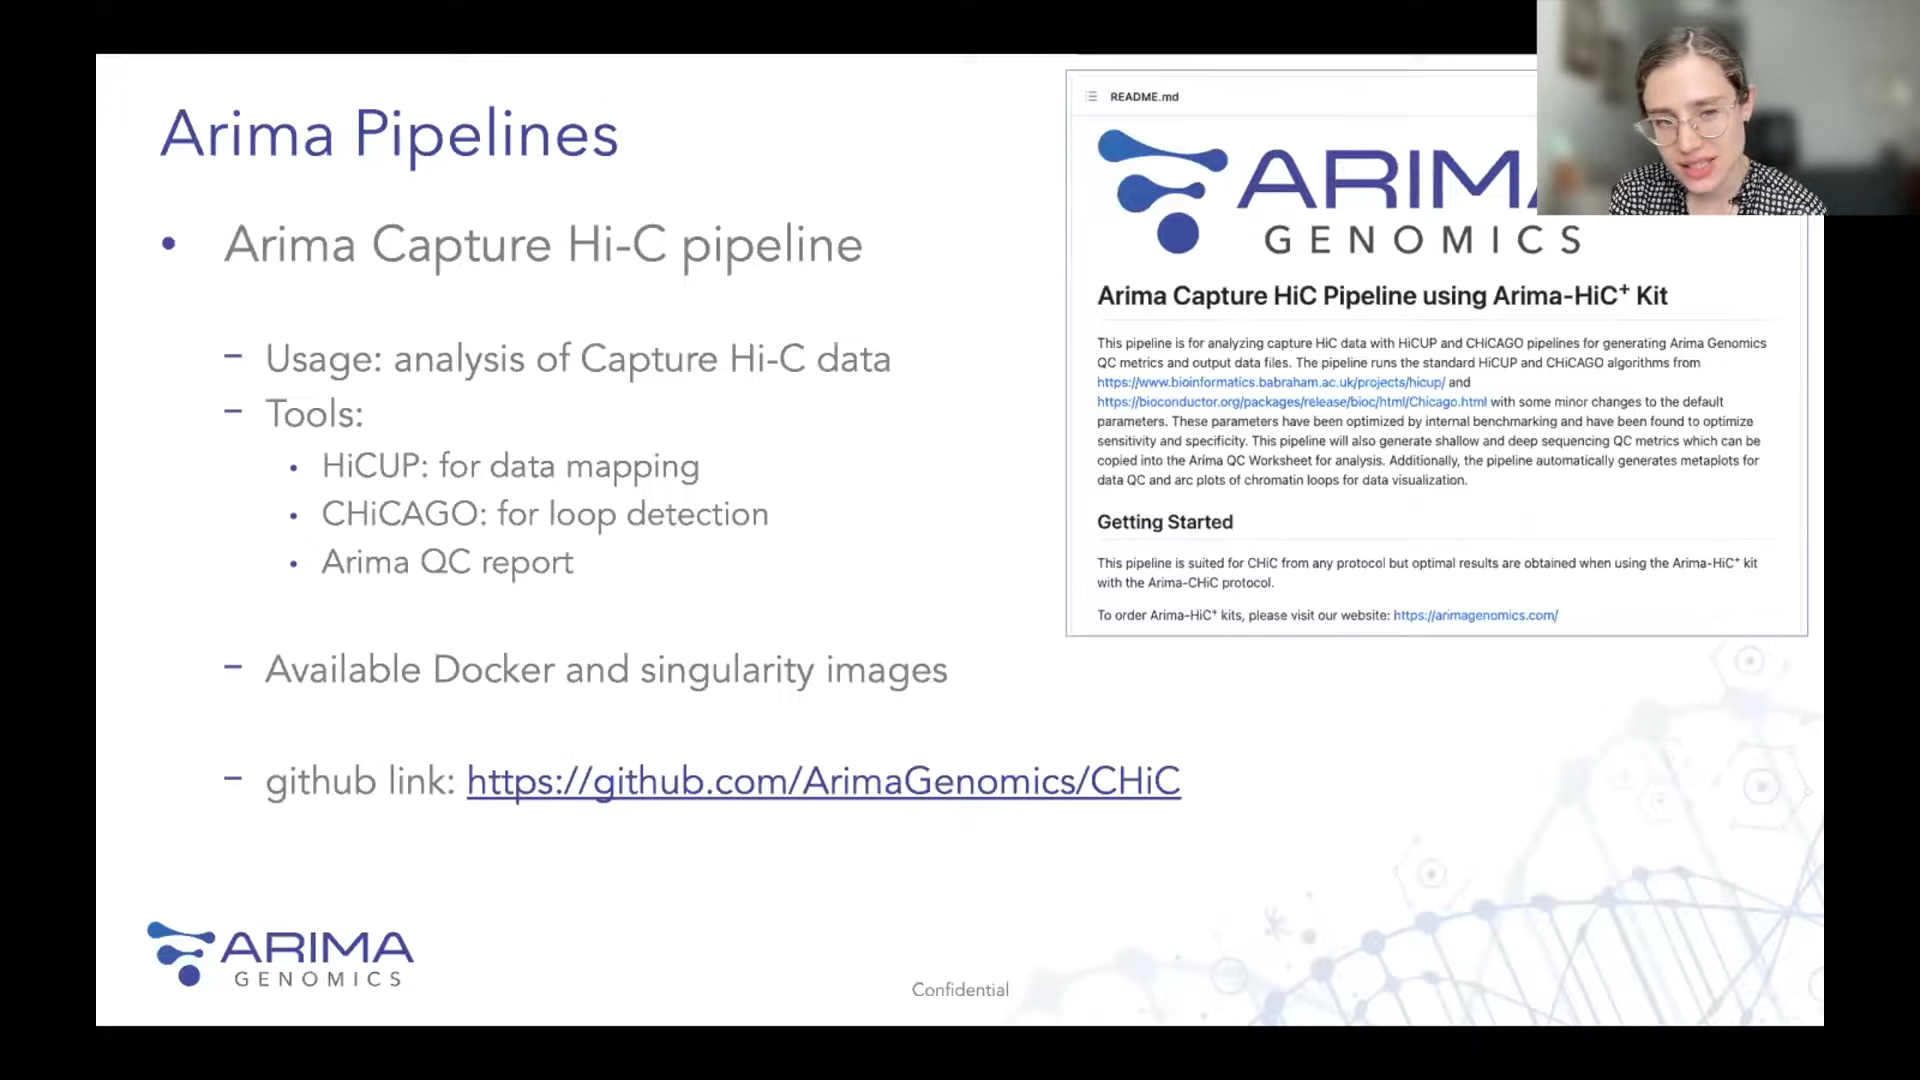 Arima Pipelines
• Arima Capture Hi-C pipeline
– Usage: analysis of Capture Hi-C data
– Tools:
• HiCUP: for data mapping
• CHiCAGO: for loop detection
• Arima QC report
– Available Docker and singularity images
– github link: https://github.com/ArimaGenomics/CHiC
README.md
ARIMA
GENOMICS
Arima Capture HiC Pipeline using Arima-HiC⁺ Kit
This pipeline is for analyzing capture HiC data with HiCUP and CHiCAGO pipelines for generating Arima Genomics
QC metrics and output data files. The pipeline runs the standard HiCUP and CHiCAGO algorithms from
https://www.bioinformatics.babraham.ac.uk/projects/hicup/ and
https://bioconductor.org/packages/release/bioc/html/Chicago.html with some minor changes to the default
parameters. These parameters have been optimized by internal benchmarking and have been found to optimize
sensitivity and specificity. This pipeline will also generate shallow and deep sequencing QC metrics which can be
copied into the Arima QC Worksheet for analysis. Additionally, the pipeline automatically generates metaplots for
data QC and arc plots of chromatin loops for data visualization.
Getting Started
This pipeline is suited for CHiC from any protocol but optimal results are obtained when using the Arima-HiC⁺ kit
with the Arima-CHiC protocol.
To order Arima-HiC⁺ kits, please visit our website: https://arimagenomics.com/
ARIMA
GENOMICS
Confidential